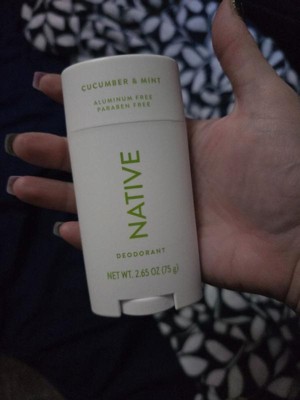 CUCUMBER & MINT
ALUMINUM FREE
PARABEN FREE
NATIVE
DEODORANT
NET WT. 2.65 OZ (75 g)